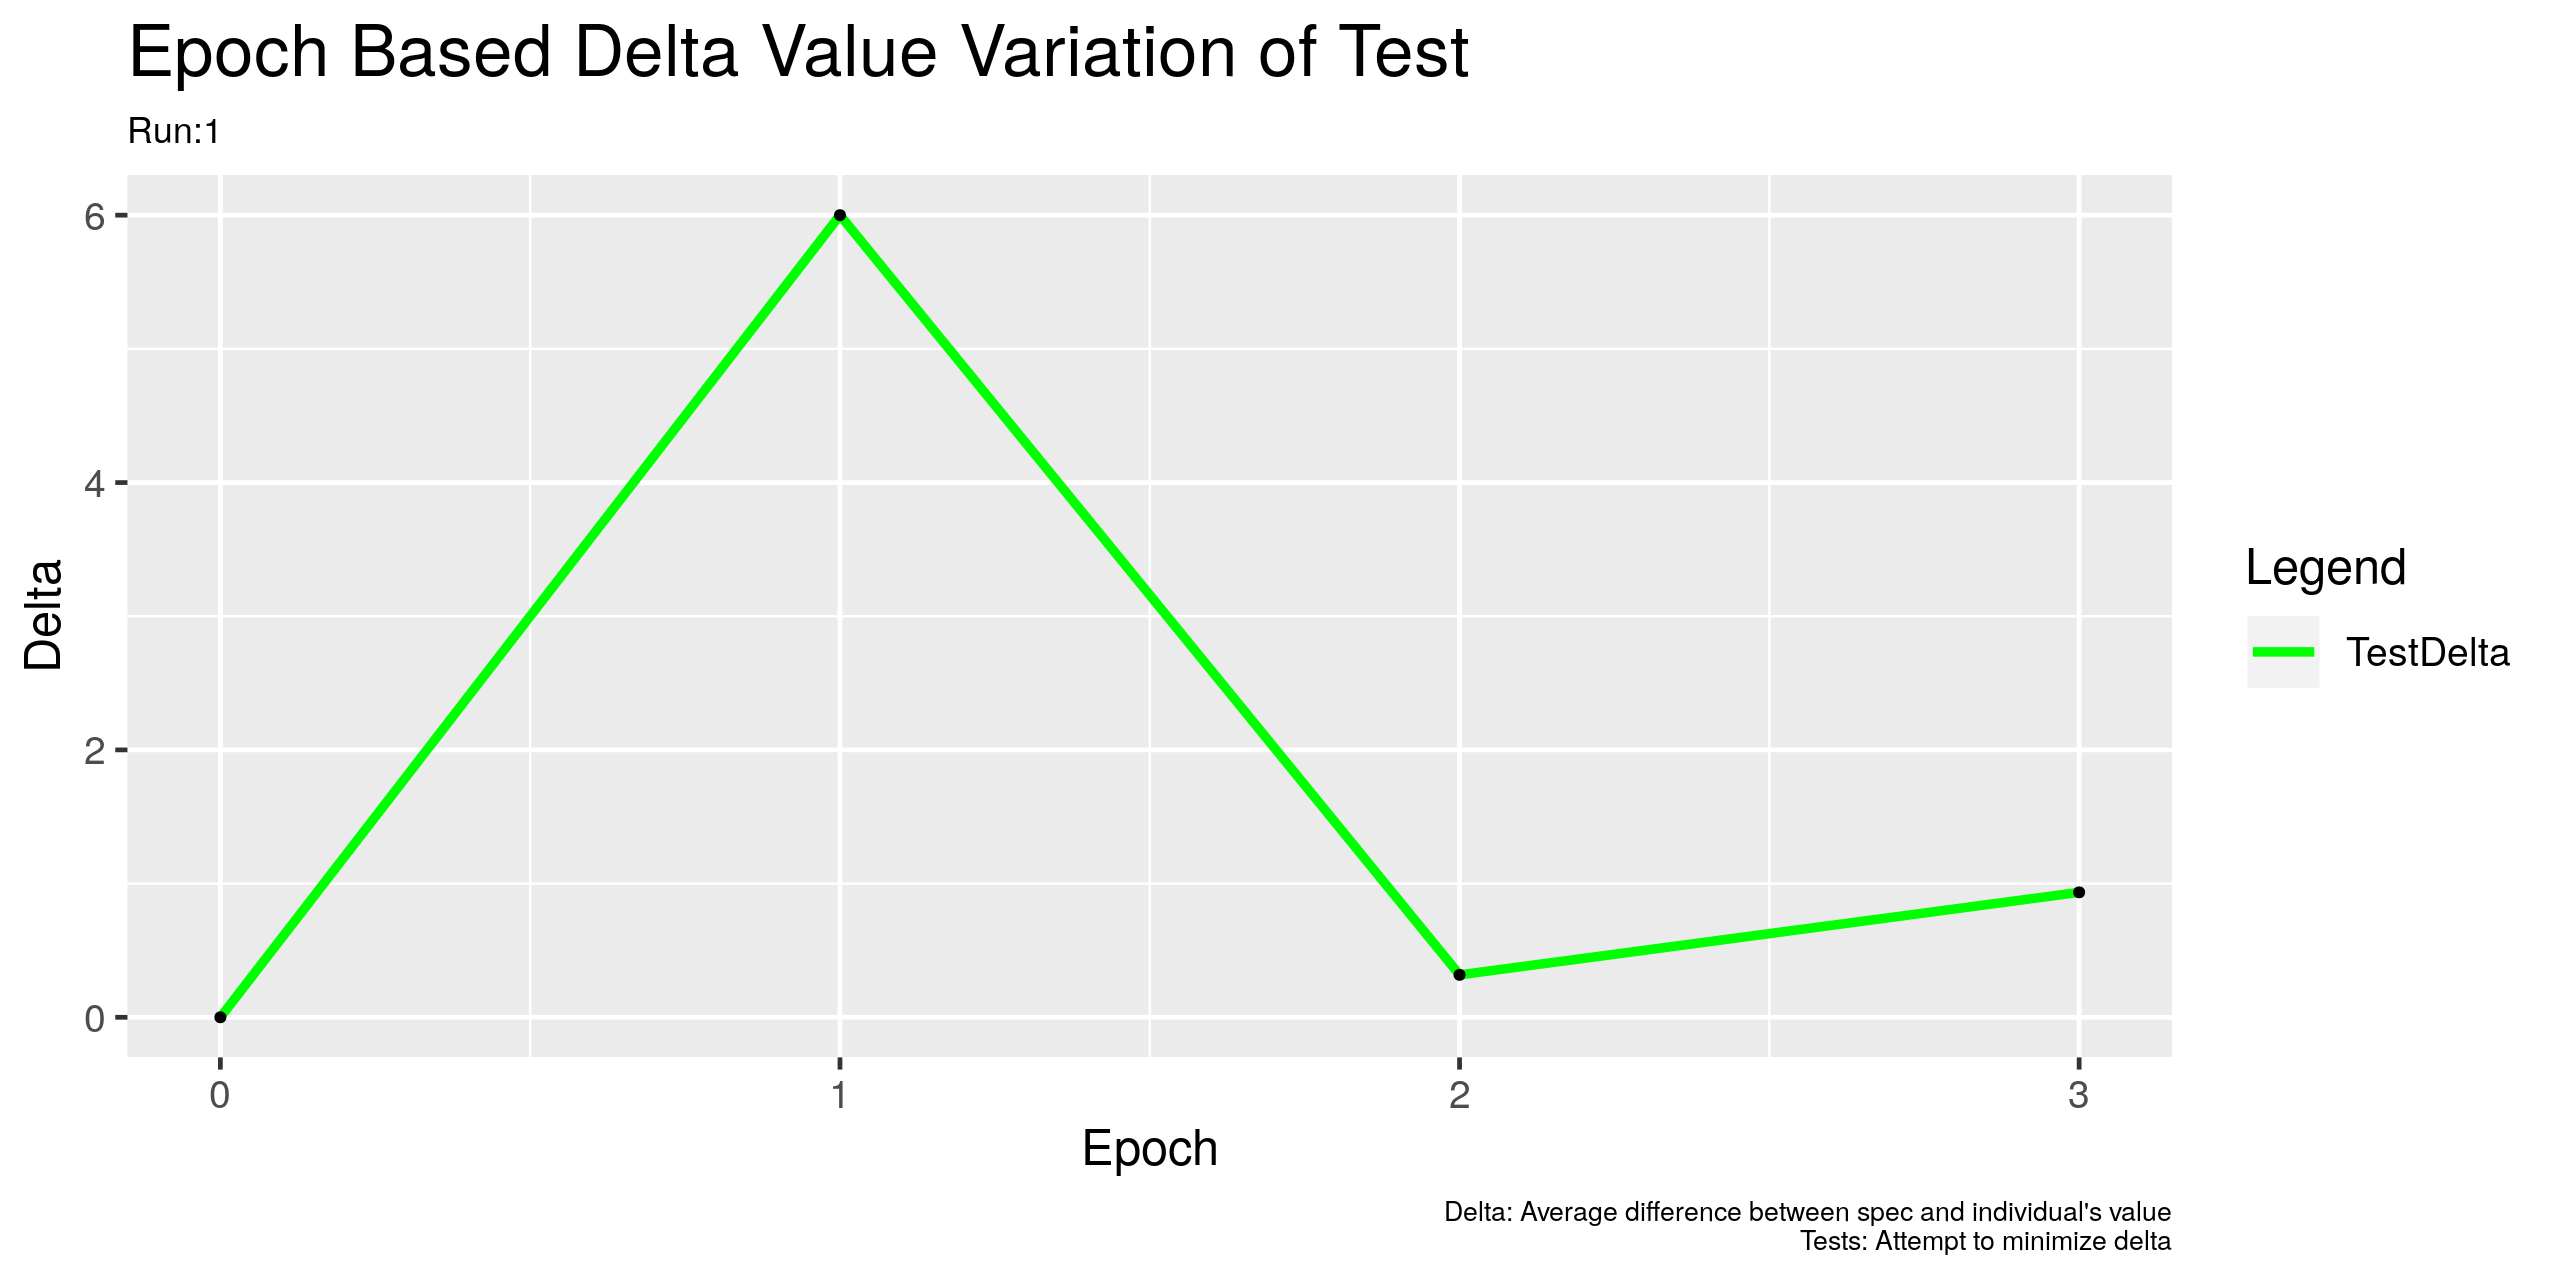 Epoch Based Delta Value Variation of Test
Run:1
6
4
2
0
Delta
0 1 2 3
Epoch
Legend
TestDelta
Delta: Average difference between spec and individual's value
Tests: Attempt to minimize delta